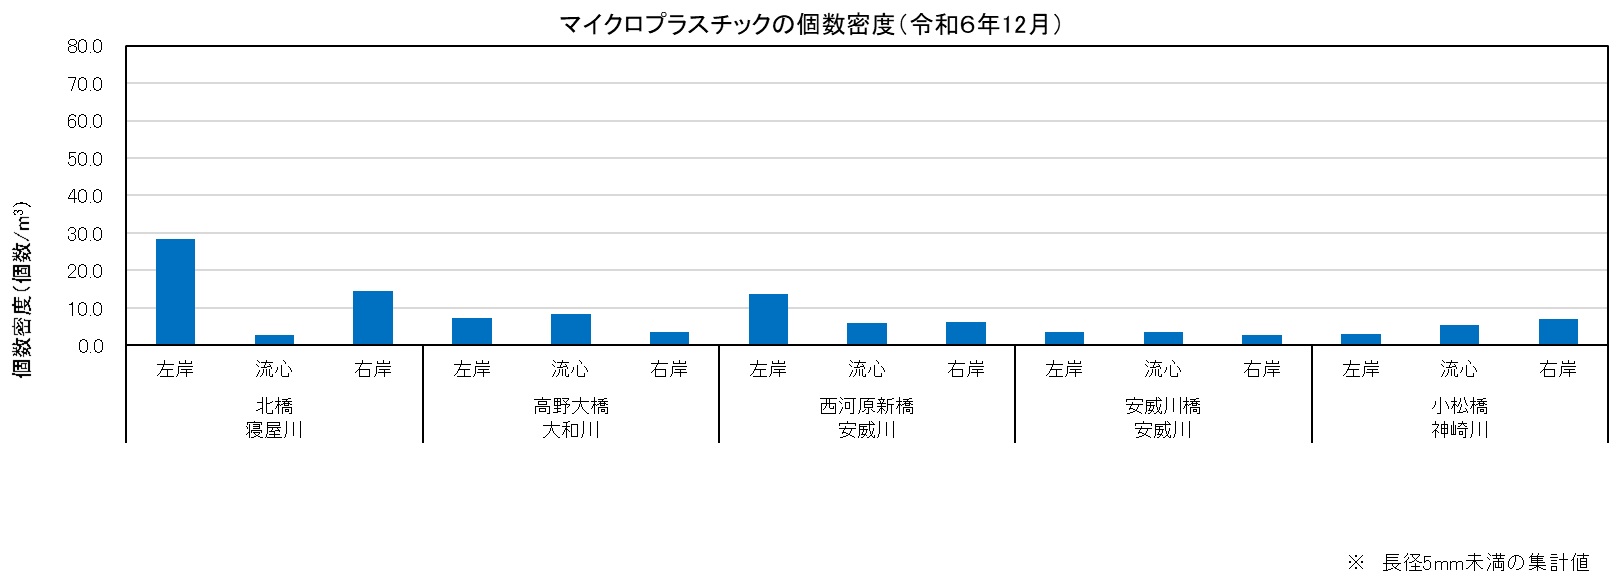 マイクロプラスチックの個数密度（令和６年12月）
個数密度（個数/m³）
80.0
70.0
60.0
50.0
40.0
30.0
20.0
10.0
0.0
左岸 流心 右岸 左岸 流心 右岸 左岸 流心 右岸 左岸 流心 右岸 左岸 流心 右岸
北橋 高野大橋 西河原新橋 安威川橋 小松橋
寝屋川 大和川 安威川 安威川 神崎川
※ 長径5mm未満の集計値